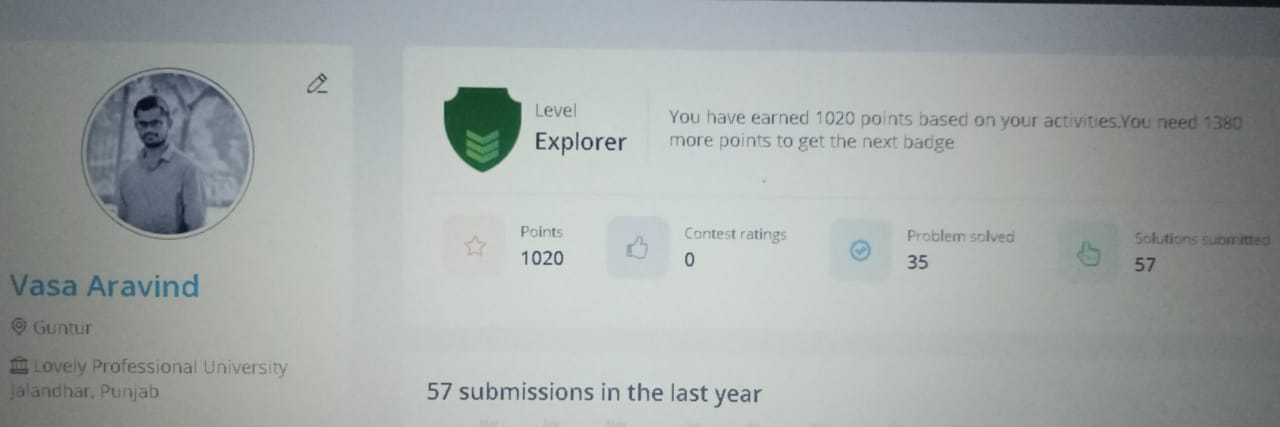 Vasa Aravind
Guntur
Lovely Professional University
Jalandhar, Punjab
Level
Explorer
You have earned 1020 points based on your activities.You need 1380
more points to get the next badge
Points
1020
Contest ratings
0
Problem solved
35
Solutions submitted
57
57 submissions in the last year